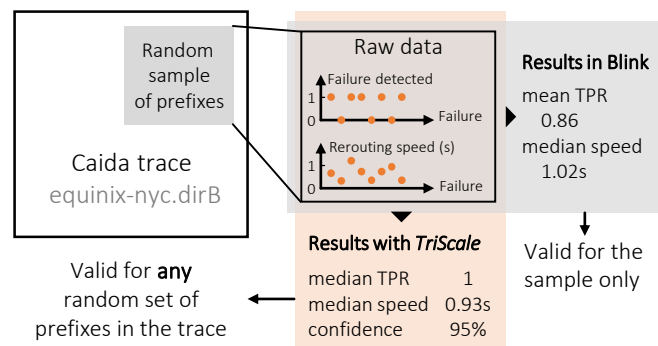 Random
sample
of prefixes
Caida trace
equinix-nyc.dirB
Raw data
Failure detected
1
0
Failure
Rerouting speed (s)
1
0
Failure
Results in Blink
mean TPR
0.86
median speed
1.02s
Valid for the
sample only
Results with TriScale
median TPR 1
median speed 0.93s
confidence 95%
Valid for any
random set of
prefixes in the trace